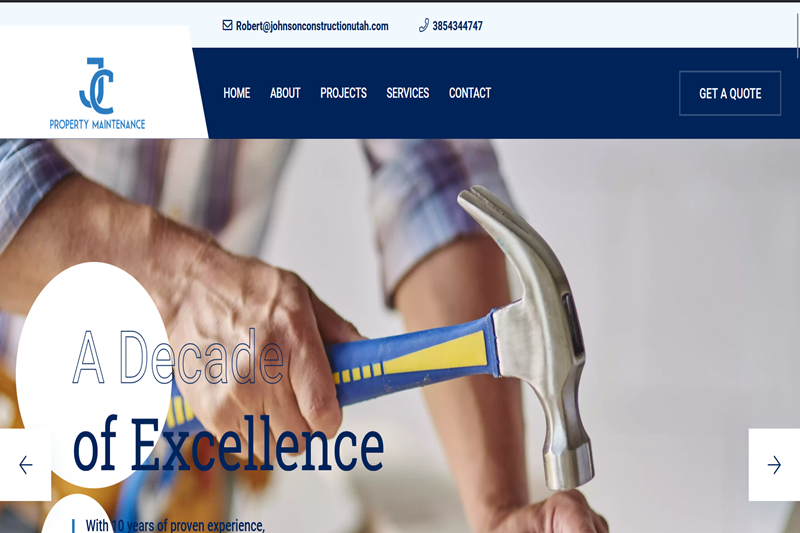 Robert@johnsonconstructionutah.com
3854344747
JC
PROPERTY MAINTENANCE
HOME
ABOUT
PROJECTS
SERVICES
CONTACT
GET A QUOTE
A Decade
of Excellence
With 10 years of proven experience,